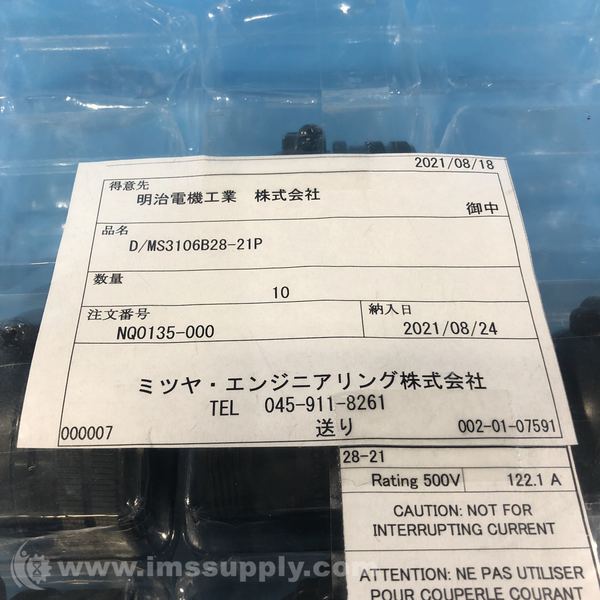 2021/08/18
得意先
明治電機工業 株式会社
御中
品名
D/MS3106B28-21P
数量
10
注文番号
NQ0135-000
納入日
2021/08/24
ミツヤ・エンジニアリング株式会社
TEL 045-911-8261
000007
送り
002-01-07591
28-21
Rating 500V
122.1 A
CAUTION: NOT FOR
INTERRUPTING CURRENT
ATTENTION: NE PAS UTILISER
POUR COUPERLE COURANT
www.imssupply.com